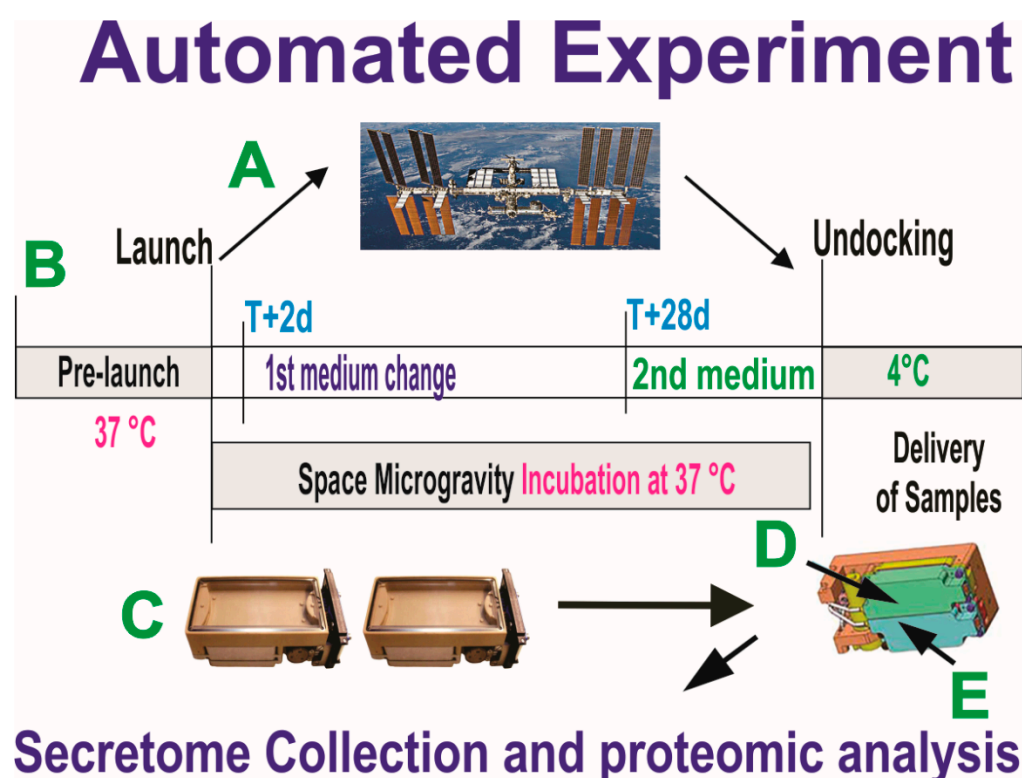 Automated Experiment
A
Launch
Undocking
B
T+2d
T+28d
Pre-launch
1st medium change
2nd medium
4°C
37 °C
Space Microgravity Incubation at 37 °C
Delivery
of Samples
D
C
E
Secretome Collection and proteomic analysis